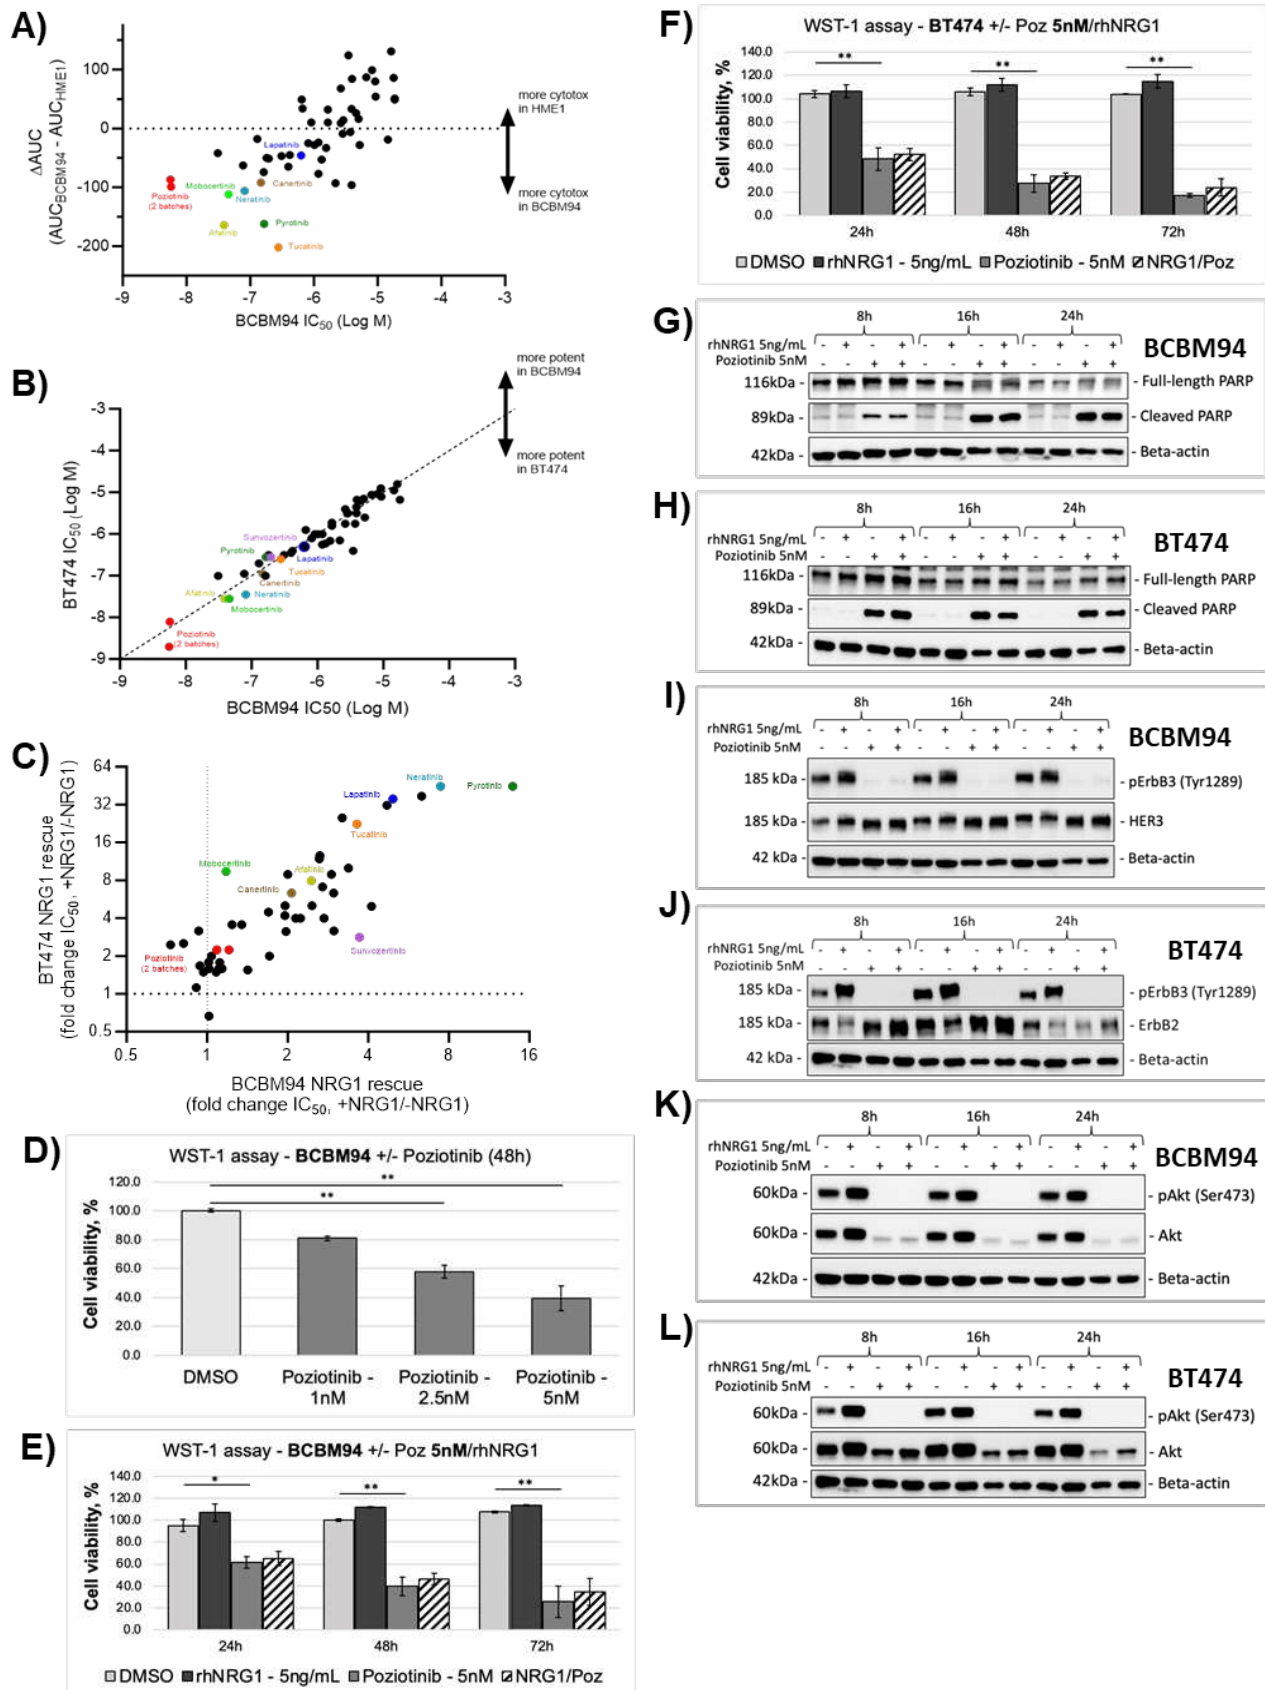 A)
100
0
-100
-200
ΔAUC
(AUC_BCBM94 - AUC_HME1)
more cytotox
in HME1
more cytotox
in BCBM94
Lapatinib
Mobocertinib
Canertinib
Poziotinib
(2 batches)
Neratinib
Afatinib
Pyrotinib
Tucatinib
-9 -8 -7 -6 -5 -4 -3
BCBM94 IC50 (Log M)
B)
more potent
in BCBM94
more potent
in BT474
-3
-4
-5
-6
-7
-8
-9
BT474 IC50 (Log M)
Sunvozertinib
Pyrotinib
Lapatinib
Tucatinib
Canertinib
Afatinib
Neratinib
Mobocertinib
Poziotinib
(2 batches)
-9 -8 -7 -6 -5 -4 -3
BCBM94 IC50 (Log M)
C)
64
32
16
8
4
2
1
0.5
BT474 NRG1 rescue
(fold change IC50, +NRG1/-NRG1)
Neratinib
Lapatinib
Pyrotinib
Tucatinib
Mobocertinib
Afatinib
Canertinib
Sunvozertinib
Poziotinib
(2 batches)
0.5 1 2 4 8 16
BCBM94 NRG1 rescue
(fold change IC50, +NRG1/-NRG1)
D)
WST-1 assay - BCBM94 +/- Poziotinib (48h)
Cell viability, %
120.0
100.0
80.0
60.0
40.0
20.0
0.0
**
**
DMSO
Poziotinib -
1nM
Poziotinib -
2.5nM
Poziotinib -
5nM
E)
WST-1 assay - BCBM94 +/- Poz 5nM/rhNRG1
Cell viability, %
140.0
120.0
100.0
80.0
60.0
40.0
20.0
0.0
* ** **
24h 48h 72h
DMSO rhNRG1 - 5ng/mL Poziotinib - 5nM NRG1/Poz
F)
WST-1 assay - BT474 +/- Poz 5nM/rhNRG1
Cell viability, %
140.0
120.0
100.0
80.0
60.0
40.0
20.0
0.0
** ** **
24h 48h 72h
DMSO rhNRG1 - 5ng/mL Poziotinib - 5nM NRG1/Poz
G)
8h 16h 24h
BCBM94
rhNRG1 5ng/mL - + - + - + - + - + - +
Poziotinib 5nM - - + + - - + + - - + +
116kDa - - Full-length PARP
89kDa - - Cleaved PARP
42kDa - - Beta-actin
H)
8h 16h 24h
BT474
rhNRG1 5ng/mL - + - + - + - + - + - +
Poziotinib 5nM - - + + - - + + - - + +
116kDa - - Full-length PARP
89kDa - - Cleaved PARP
42kDa - - Beta-actin
I)
8h 16h 24h
BCBM94
rhNRG1 5ng/mL - + - + - + - + - + - +
Poziotinib 5nM - - + + - - + + - - + +
185 kDa - - pErbB3 (Tyr1289)
185 kDa - - HER3
42 kDa - - Beta-actin
J)
8h 16h 24h
BT474
rhNRG1 5ng/mL - + - + - + - + - + - +
Poziotinib 5nM - - + + - - + + - - + +
185 kDa - - pErbB3 (Tyr1289)
185 kDa - - ErbB2
42 kDa - - Beta-actin
K)
8h 16h 24h
BCBM94
rhNRG1 5ng/mL - + - + - + - + - + - +
Poziotinib 5nM - - + + - - + + - - + +
60kDa - - pAkt (Ser473)
60kDa - - Akt
42kDa - - Beta-actin
L)
8h 16h 24h
BT474
rhNRG1 5ng/mL - + - + - + - + - + - +
Poziotinib 5nM - - + + - - + + - - + +
60kDa - - pAkt (Ser473)
60kDa - - Akt
42kDa - - Beta-actin